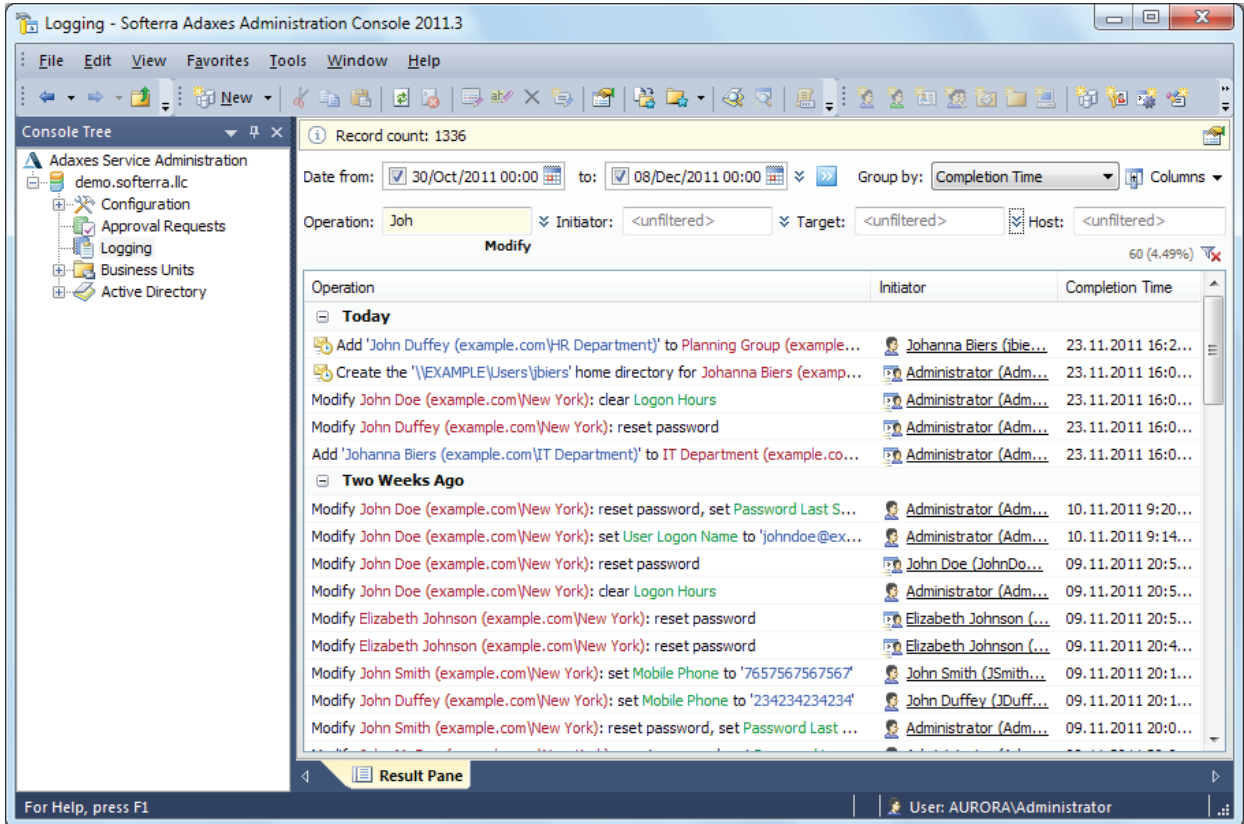 Logging - Softerra Adaxes Administration Console 2011.3
File Edit View Favorites Tools Window Help
New
Console Tree
Adaxes Service Administration
demo.softerra.llc
Configuration
Approval Requests
Logging
Business Units
Active Directory
Record count: 1336
Date from: 30/Oct/2011 00:00 to: 08/Dec/2011 00:00 Group by: Completion Time Columns
Operation: Joh Initiator: <unfiltered> Target: <unfiltered> Host: <unfiltered>
Modify
60 (4.49%)
Operation Initiator Completion Time
Today
Add 'John Duffey (example.com\HR Department)' to Planning Group (example... Johanna Biers (jbie... 23.11.2011 16:2...
Create the '\\EXAMPLE\Users\jbiers' home directory for Johanna Biers (examp... Administrator (Adm... 23.11.2011 16:0...
Modify John Doe (example.com\New York): clear Logon Hours Administrator (Adm... 23.11.2011 16:0...
Modify John Duffey (example.com\New York): reset password Administrator (Adm... 23.11.2011 16:0...
Add 'Johanna Biers (example.com\IT Department)' to IT Department (example.co... Administrator (Adm... 23.11.2011 16:0...
Two Weeks Ago
Modify John Doe (example.com\New York): reset password, set Password Last S... Administrator (Adm... 10.11.2011 9:20...
Modify John Doe (example.com\New York): set User Logon Name to 'johndoe@ex... Administrator (Adm... 10.11.2011 9:14...
Modify John Doe (example.com\New York): reset password John Doe (JohnDo... 09.11.2011 20:5...
Modify John Doe (example.com\New York): clear Logon Hours Administrator (Adm... 09.11.2011 20:5...
Modify Elizabeth Johnson (example.com\New York): reset password Elizabeth Johnson (... 09.11.2011 20:5...
Modify Elizabeth Johnson (example.com\New York): reset password Elizabeth Johnson (... 09.11.2011 20:4...
Modify John Smith (example.com\New York): set Mobile Phone to '7657567567567' John Smith (JSmith... 09.11.2011 20:1...
Modify John Duffey (example.com\New York): set Mobile Phone to '234234234234' John Duffey (JDuff... 09.11.2011 20:1...
Modify John Smith (example.com\New York): reset password, set Password Last ... Administrator (Adm... 09.11.2011 20:0...
Result Pane
For Help, press F1 User: AURORA\Administrator